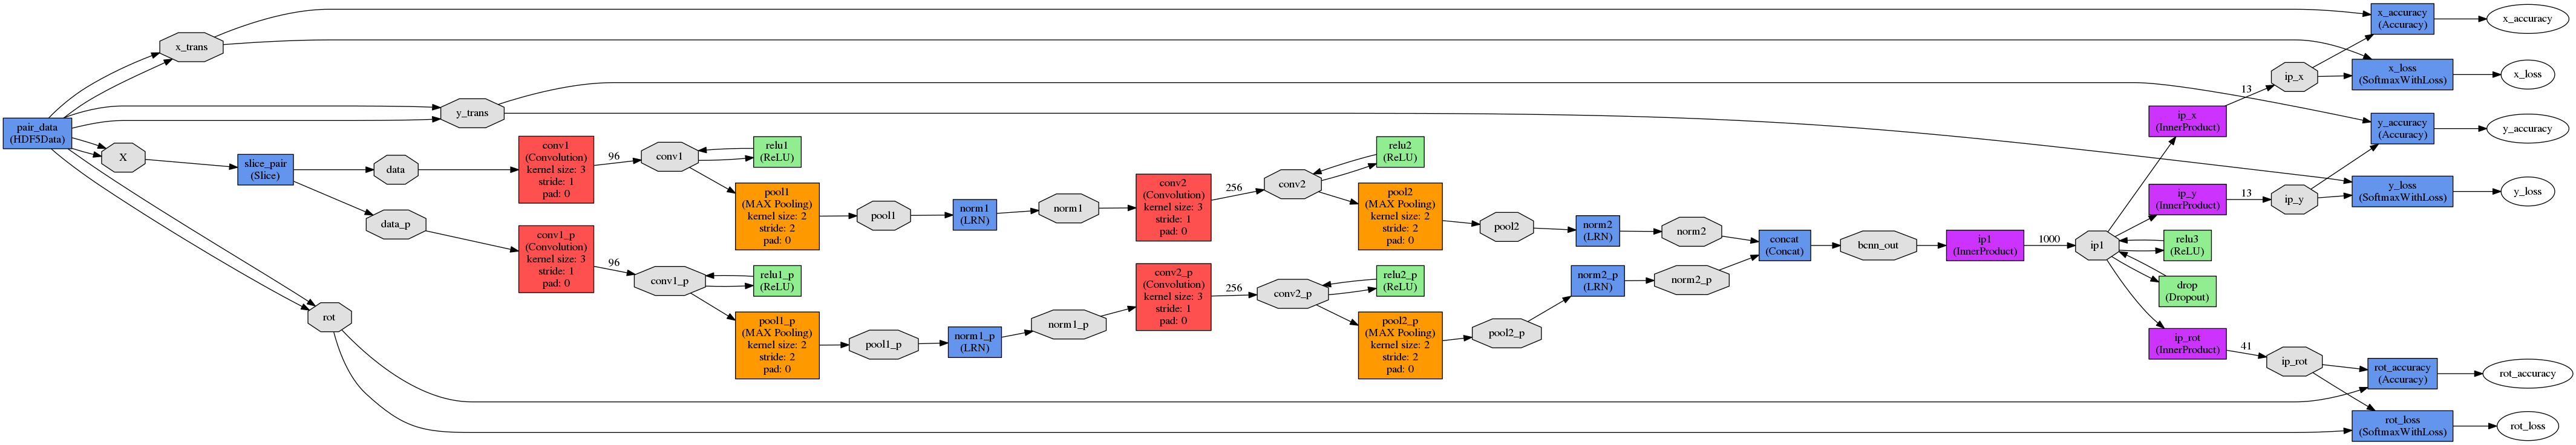 pair_data
(HDF5Data)
x_trans
y_trans
X
rot
slice_pair
(Slice)
data
data_p
conv1
(Convolution)
kernel size: 3
stride: 1
pad: 0
96
conv1
relu1
(ReLU)
pool1
(MAX Pooling)
kernel size: 2
stride: 2
pad: 0
pool1
norm1
(LRN)
norm1
conv2
(Convolution)
kernel size: 3
stride: 1
pad: 0
256
conv2
relu2
(ReLU)
pool2
(MAX Pooling)
kernel size: 2
stride: 2
pad: 0
pool2
norm2
(LRN)
norm2
conv1_p
(Convolution)
kernel size: 3
stride: 1
pad: 0
96
conv1_p
relu1_p
(ReLU)
pool1_p
(MAX Pooling)
kernel size: 2
stride: 2
pad: 0
pool1_p
norm1_p
(LRN)
norm1_p
conv2_p
(Convolution)
kernel size: 3
stride: 1
pad: 0
256
conv2_p
relu2_p
(ReLU)
pool2_p
(MAX Pooling)
kernel size: 2
stride: 2
pad: 0
pool2_p
norm2_p
(LRN)
norm2_p
concat
(Concat)
bcnn_out
ip1
(InnerProduct)
1000
ip1
relu3
(ReLU)
drop
(Dropout)
ip_x
(InnerProduct)
13
ip_x
ip_y
(InnerProduct)
13
ip_y
ip_rot
(InnerProduct)
41
ip_rot
x_accuracy
(Accuracy)
x_accuracy
x_loss
(SoftmaxWithLoss)
x_loss
y_accuracy
(Accuracy)
y_accuracy
y_loss
(SoftmaxWithLoss)
y_loss
rot_accuracy
(Accuracy)
rot_accuracy
rot_loss
(SoftmaxWithLoss)
rot_loss